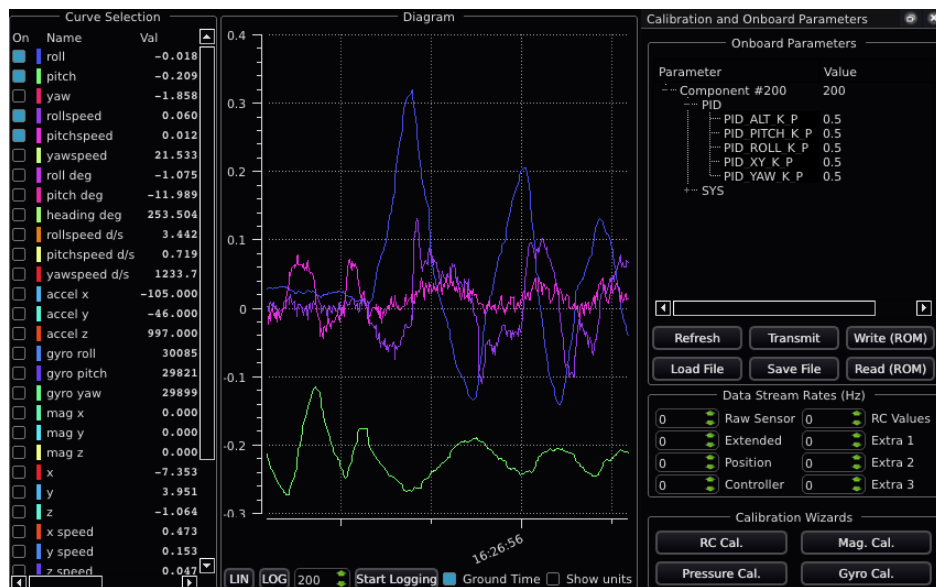 Curve Selection
On Name Val
roll -0.018
pitch -0.209
yaw -1.858
rollspeed 0.060
pitchspeed 0.012
yawspeed 21.533
roll deg -1.075
pitch deg -11.989
heading deg 253.504
rollspeed d/s 3.442
pitchspeed d/s 0.719
yawspeed d/s 1233.7
accel x -105.000
accel y -46.000
accel z 997.000
gyro roll 30085
gyro pitch 29821
gyro yaw 29899
mag x 0.000
mag y 0.000
mag z 0.000
x -7.353
y 3.951
z -1.064
x speed 0.473
y speed 0.153
z speed 0.047
Diagram
0.4
0.3
0.2
0.1
0
-0.1
-0.2
-0.3
16:26:56
LIN LOG 200 Start Logging Ground Time Show units
Calibration and Onboard Parameters
Onboard Parameters
Parameter Value
Component #200 200
PID
PID_ALT_K_P 0.5
PID_PITCH_K_P 0.5
PID_ROLL_K_P 0.5
PID_XY_K_P 0.5
PID_YAW_K_P 0.5
SYS
Refresh Transmit Write (ROM)
Load File Save File Read (ROM)
Data Stream Rates (Hz)
0 Raw Sensor 0 RC Values
0 Extended 0 Extra 1
0 Position 0 Extra 2
0 Controller 0 Extra 3
Calibration Wizards
RC Cal. Mag. Cal.
Pressure Cal. Gyro Cal.